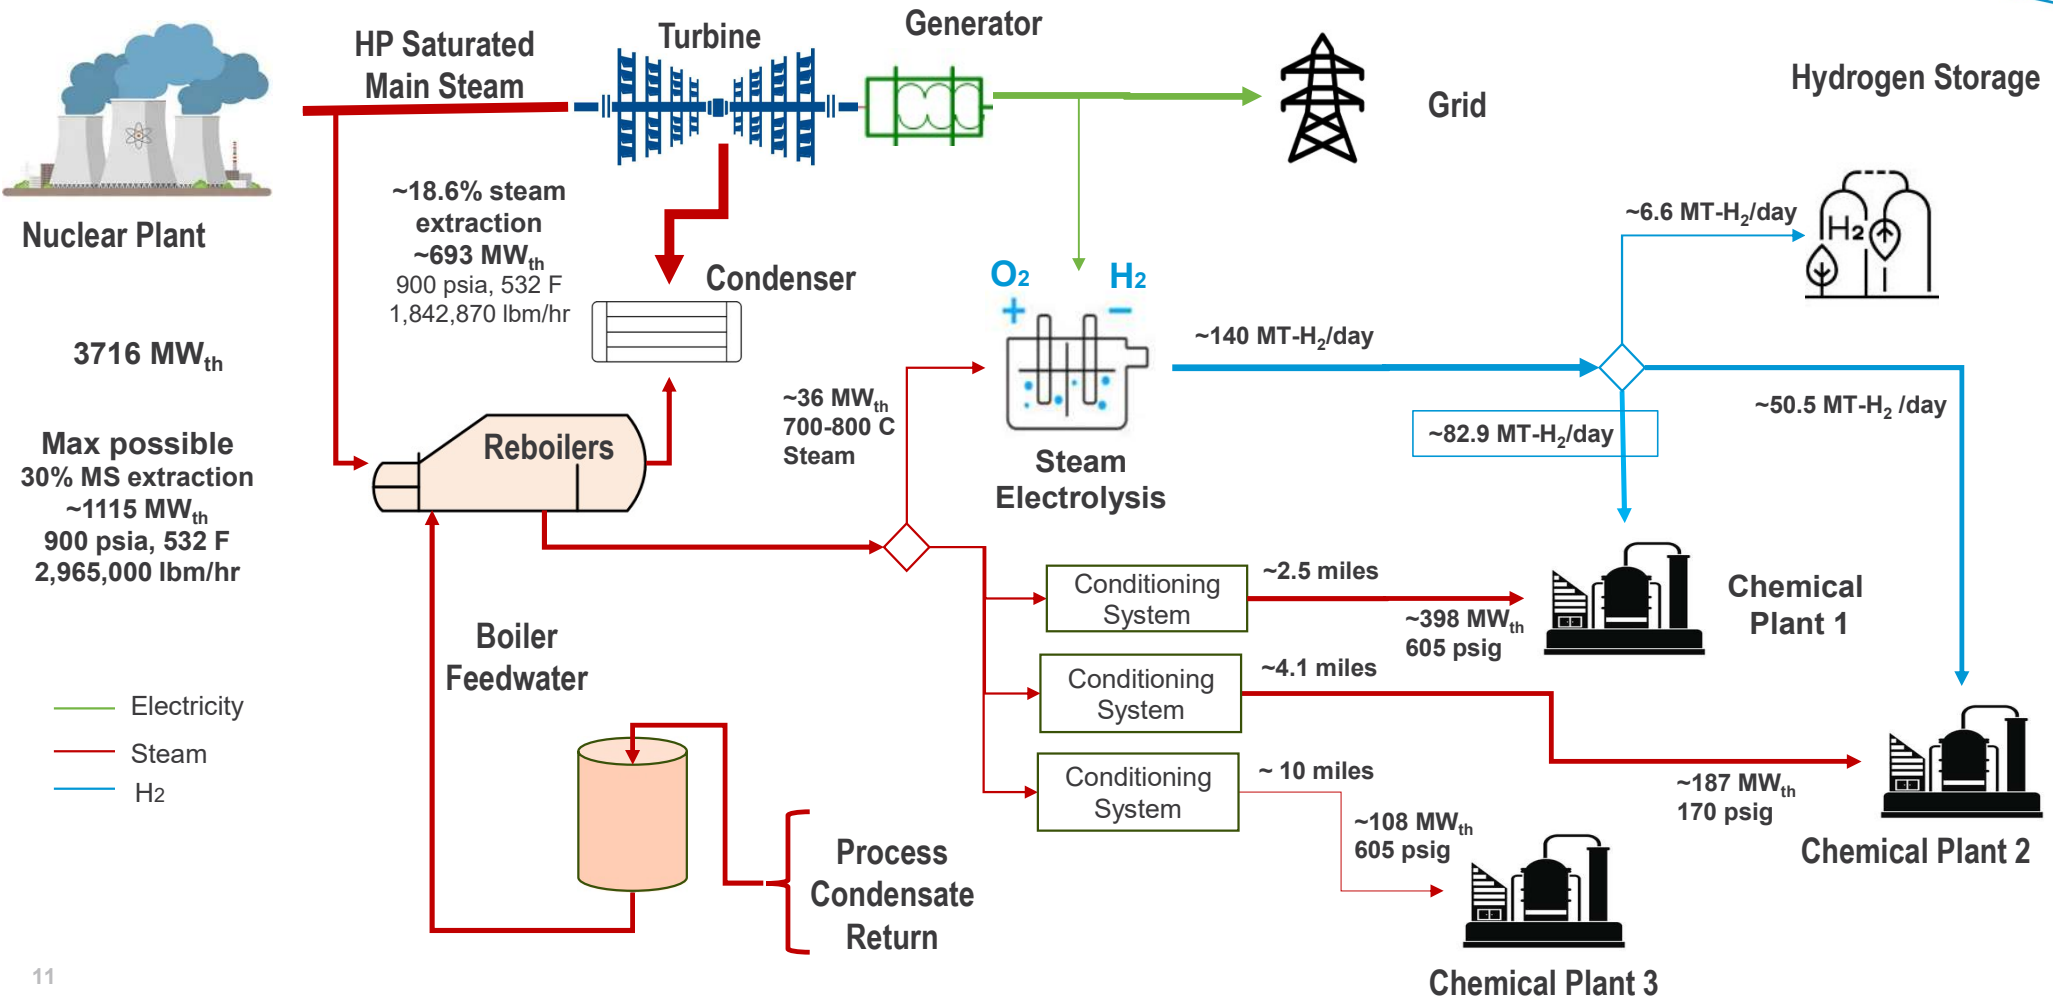 HP Saturated
Main Steam
Turbine
Generator
Grid
Hydrogen Storage
Nuclear Plant
~18.6% steam
extraction
~693 MWth
900 psia, 532 F
1,842,870 lbm/hr
Condenser
O2
H2
+
–
~6.6 MT-H2/day
H2
3716 MWth
~140 MT-H2/day
~36 MWth
700-800 C
Steam
~50.5 MT-H2 /day
~82.9 MT-H2/day
Max possible
30% MS extraction
~1115 MWth
900 psia, 532 F
2,965,000 lbm/hr
Reboilers
Steam
Electrolysis
Conditioning
System
~2.5 miles
~398 MWth
605 psig
Chemical
Plant 1
Boiler
Feedwater
Conditioning
System
~4.1 miles
~187 MWth
170 psig
Chemical Plant 2
Electricity
Steam
H2
Conditioning
System
~ 10 miles
~108 MWth
605 psig
Chemical Plant 3
Process
Condensate
Return
11